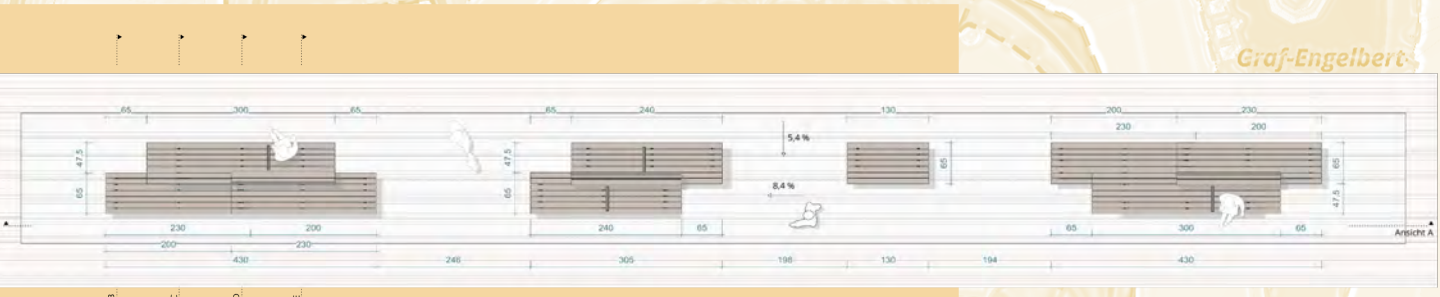 Graf-Engelbert-
65 300 65 65 240 130 200 230
230 200
5,4 %
47,5 47,5 65 65
8,4 %
65 65 47,5
230 200 240 65 65 300 65
Ansicht A
200 230
430 246 305 198 130 194 430